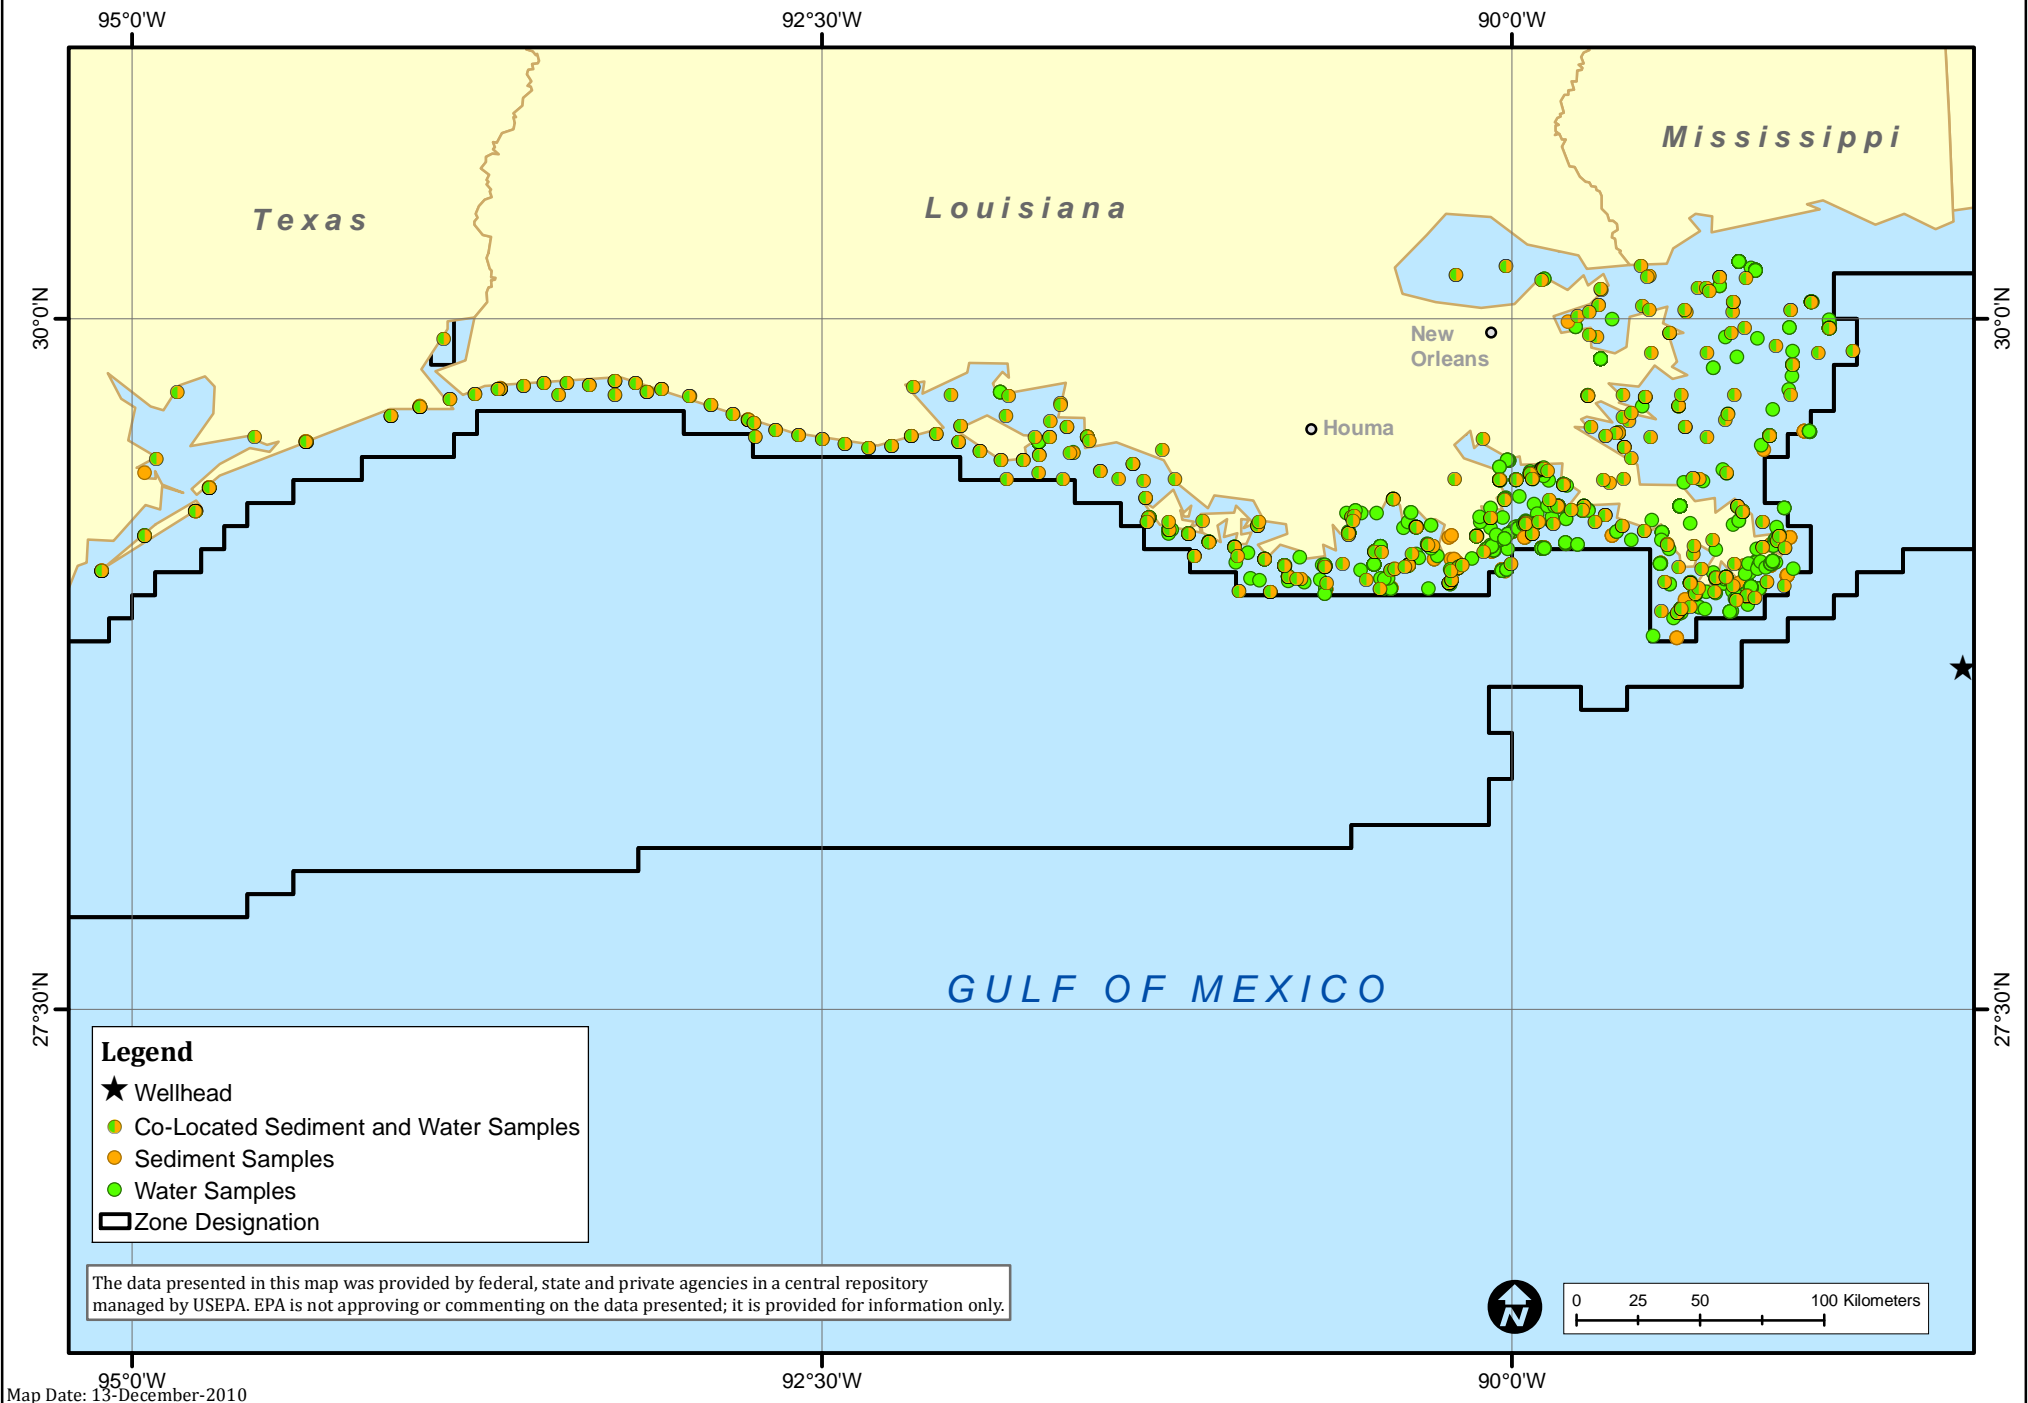 95°0'W
92°30'W
90°0'W
Mississippi
Louisiana
Texas
30°0'N
30°0'N
New
Orleans
Houma
GULF OF MEXICO
27°30'N
27°30'N
Legend
Wellhead
Co-Located Sediment and Water Samples
Sediment Samples
Water Samples
Zone Designation
The data presented in this map was provided by federal, state and private agencies in a central repository
managed by USEPA. EPA is not approving or commenting on the data presented; it is provided for information only.
N
0 25 50 100 Kilometers
95°0'W
92°30'W
90°0'W
Map Date: 13-December-2010